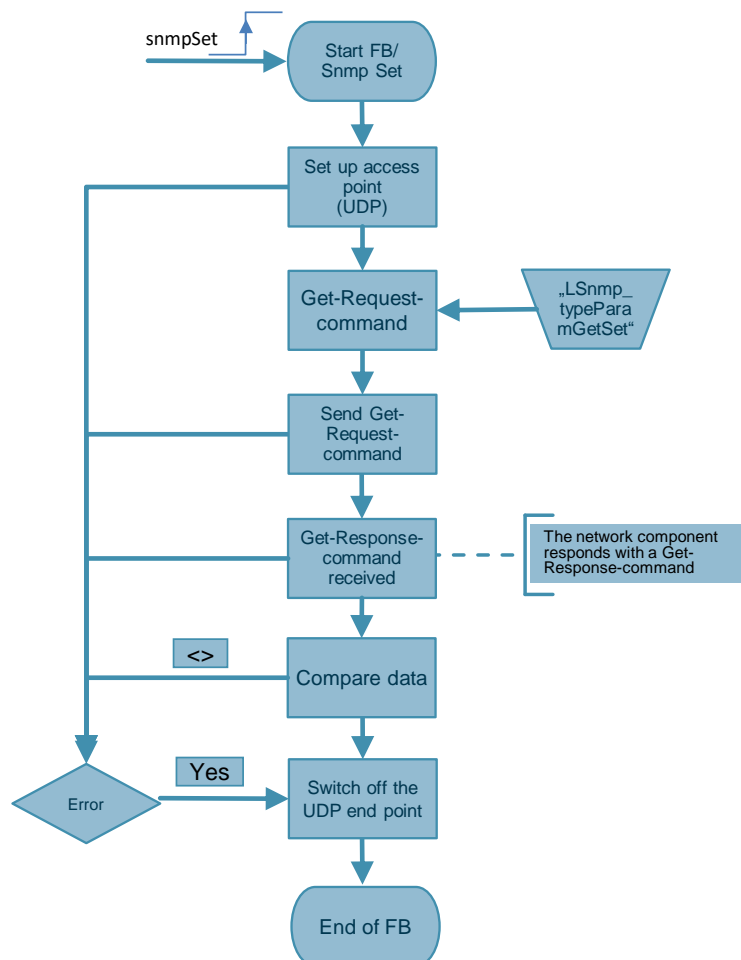 snmpSet
Start FB/
Snmp Set
Set up access
point
(UDP)
Get-Request-
command
„LSnmp_
typePara
mGetSet“
Send Get-
Request-
command
Get-Response-
command
received
The network component
responds with a Get-
Response-command
<>
Compare data
Yes
Error
Switch off the
UDP end point
End of FB